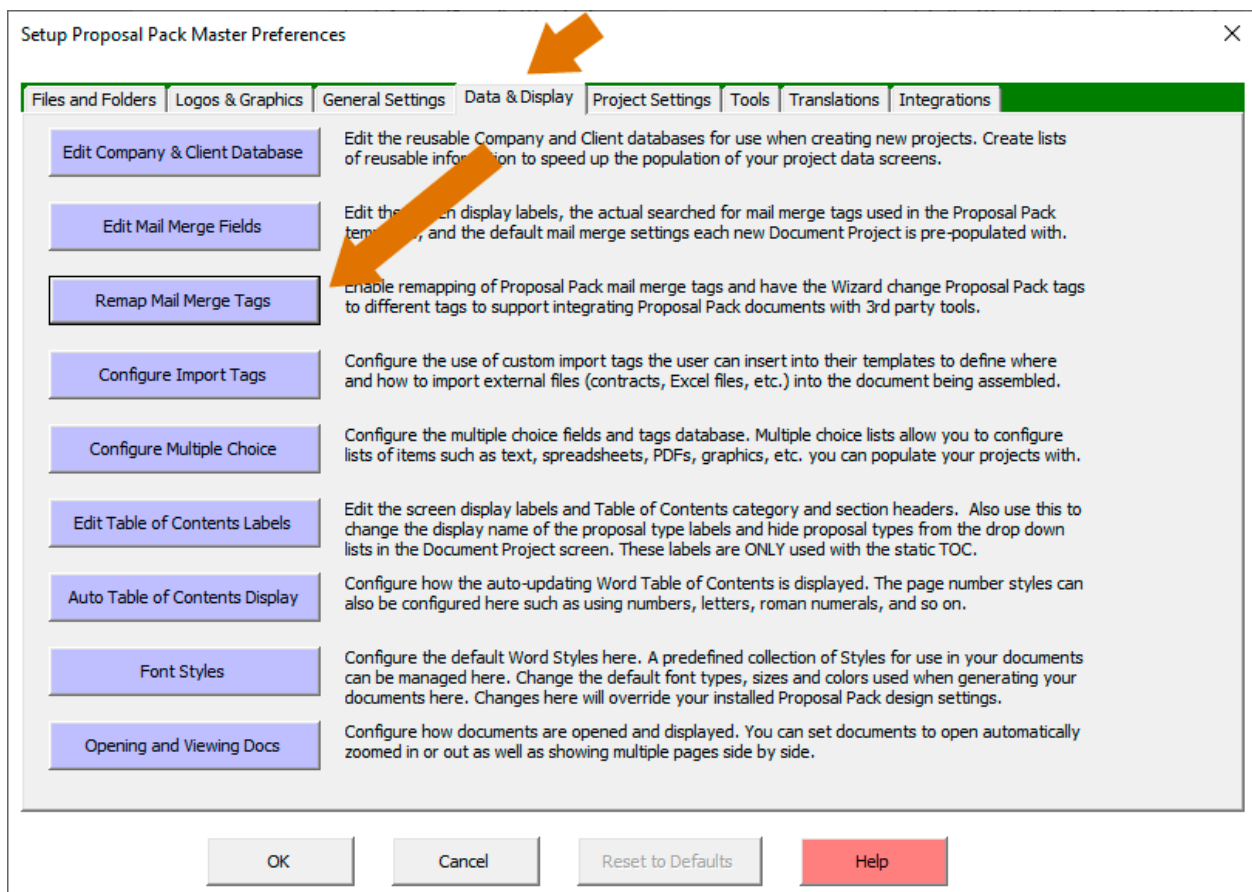 Setup Proposal Pack Master Preferences
Files and Folders Logos & Graphics General Settings Data & Display Project Settings Tools Translations Integrations
Edit Company & Client Database
Edit the reusable Company and Client databases for use when creating new projects. Create lists
of reusable information to speed up the population of your project data screens.
Edit Mail Merge Fields
Edit the screen display labels, the actual searched for mail merge tags used in the Proposal Pack
templates, and the default mail merge settings each new Document Project is pre-populated with.
Remap Mail Merge Tags
Enable remapping of Proposal Pack mail merge tags and have the Wizard change Proposal Pack tags
to different tags to support integrating Proposal Pack documents with 3rd party tools.
Configure Import Tags
Configure the use of custom import tags the user can insert into their templates to define where
and how to import external files (contracts, Excel files, etc.) into the document being assembled.
Configure Multiple Choice
Configure the multiple choice fields and tags database. Multiple choice lists allow you to configure
lists of items such as text, spreadsheets, PDFs, graphics, etc. you can populate your projects with.
Edit Table of Contents Labels
Edit the screen display labels and Table of Contents category and section headers. Also use this to
change the display name of the proposal type labels and hide proposal types from the drop down
lists in the Document Project screen. These labels are ONLY used with the static TOC.
Auto Table of Contents Display
Configure how the auto-updating Word Table of Contents is displayed. The page number styles can
also be configured here such as using numbers, letters, roman numerals, and so on.
Font Styles
Configure the default Word Styles here. A predefined collection of Styles for use in your documents
can be managed here. Change the default font types, sizes and colors used when generating your
documents here. Changes here will override your installed Proposal Pack design settings.
Opening and Viewing Docs
Configure how documents are opened and displayed. You can set documents to open automatically
zoomed in or out as well as showing multiple pages side by side.
OK Cancel Reset to Defaults Help